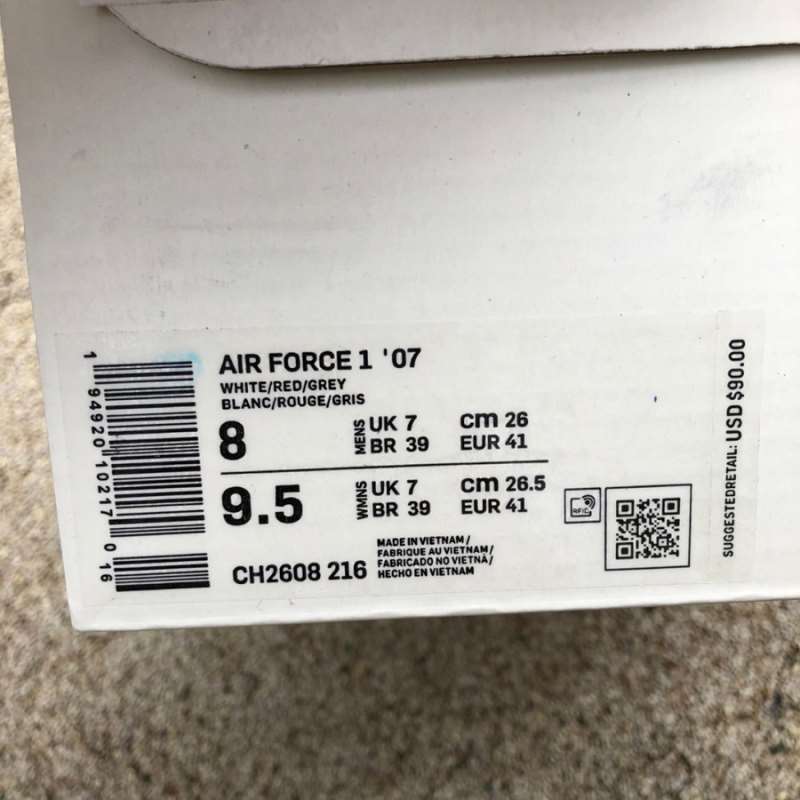 AIR FORCE 1 '07
WHITE/RED/GREY
BLANC/ROUGE/GRIS
8 MENS UK 7 cm 26
BR 39 EUR 41
9.5 WMNS UK 7 cm 26.5
BR 39 EUR 41
RFID
CH2608 216
MADE IN VIETNAM /
FABRIQUE AU VIETNAM /
FABRICADO NO VIETNÃ /
HECHO EN VIETNAM
1 94920 10217 0 16
SUGGESTEDRETAIL: USD $90.00